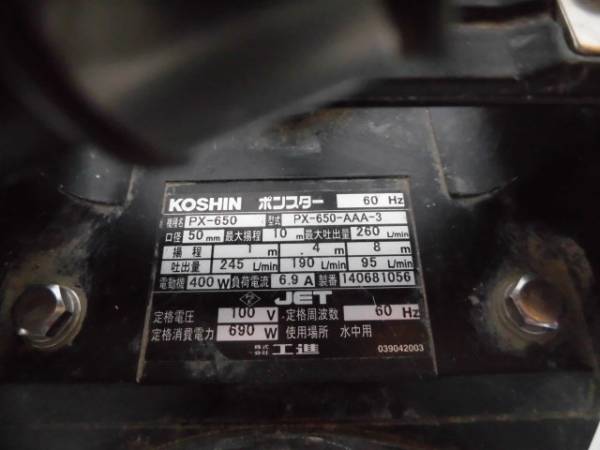 KOSHIN ポンスター 60 Hz
機種名 PX-650 型式 PX-650-AAA-3
口径 50 mm 最大揚程 10 m 最大吐出量 260 L/min
揚程 1 m 4 m 8 m
吐出量 245 L/min 190 L/min 95 L/min
電動機 400 W 負荷電流 6.9 A 製番 140681056
JET
定格電圧 100 V 定格周波数 60 Hz
定格消費電力 690 W 使用場所 水中用
株式会社 工進 039042003